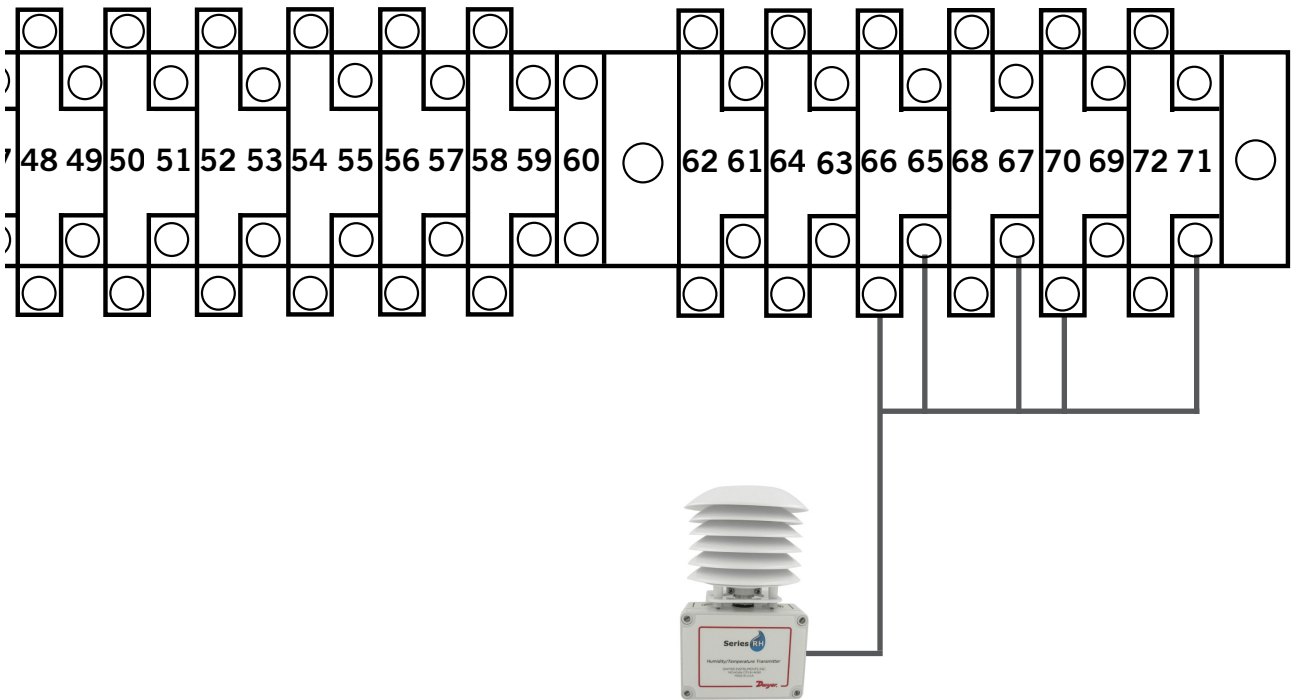 48 49 50 51 52 53 54 55 56 57 58 59 60 62 61 64 63 66 65 68 67 70 69 72 71
Series RH
Humidity/Temperature Transmitter
Dwyer